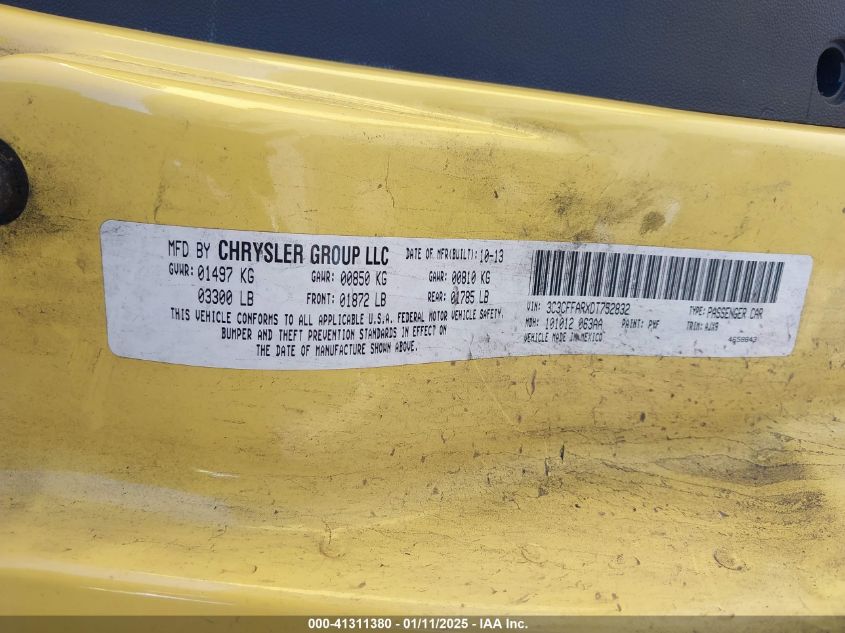 MFD BY CHRYSLER GROUP LLC DATE OF MFR(BUILT): 10-13
GVWR: 01497 KG GAWR: 00850 KG GAWR: 00810 KG
03300 LB FRONT: 01872 LB REAR: 01785 LB
THIS VEHICLE CONFORMS TO ALL APPLICABLE U.S.A. FEDERAL MOTOR VEHICLE SAFETY,
BUMPER AND THEFT PREVENTION STANDARDS IN EFFECT ON
THE DATE OF MANUFACTURE SHOWN ABOVE.
VIN: 3C3CFFARXDT752832 TYPE: PASSENGER CAR
MDH: 101012 063AA PAINT: PMF TRIM: AJX9
VEHICLE MADE IN MEXICO 4658843
000-41311380 - 01/11/2025 - IAA Inc.